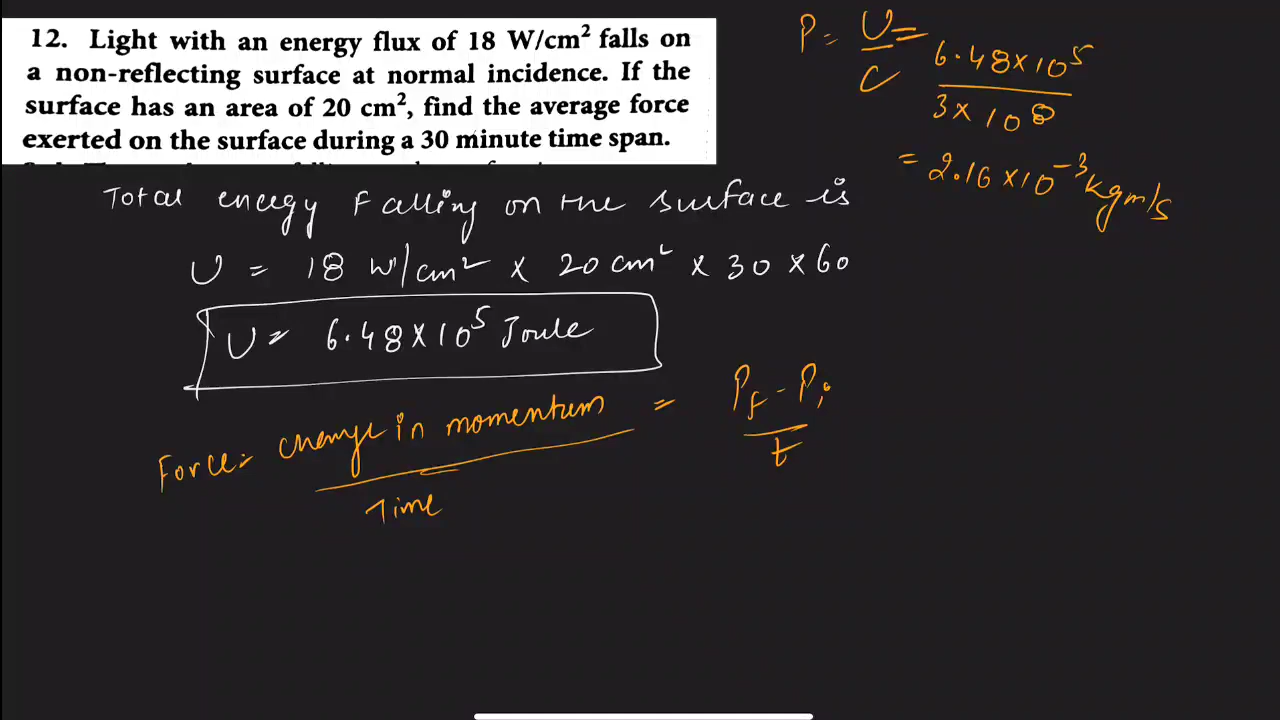 12. Light with an energy flux of 18 W/cm² falls on
a non-reflecting surface at normal incidence. If the
surface has an area of 20 cm², find the average force
exerted on the surface during a 30 minute time span.
P = U/C = 6.48×10⁵ / 3×10⁸
= 2.16×10⁻³ kgm/s
Total energy falling on the surface is
U = 18 W/cm² × 20 cm² × 30 × 60
U = 6.48×10⁵ Joule
Force = change in momentum / Time = P_f - P_i / t